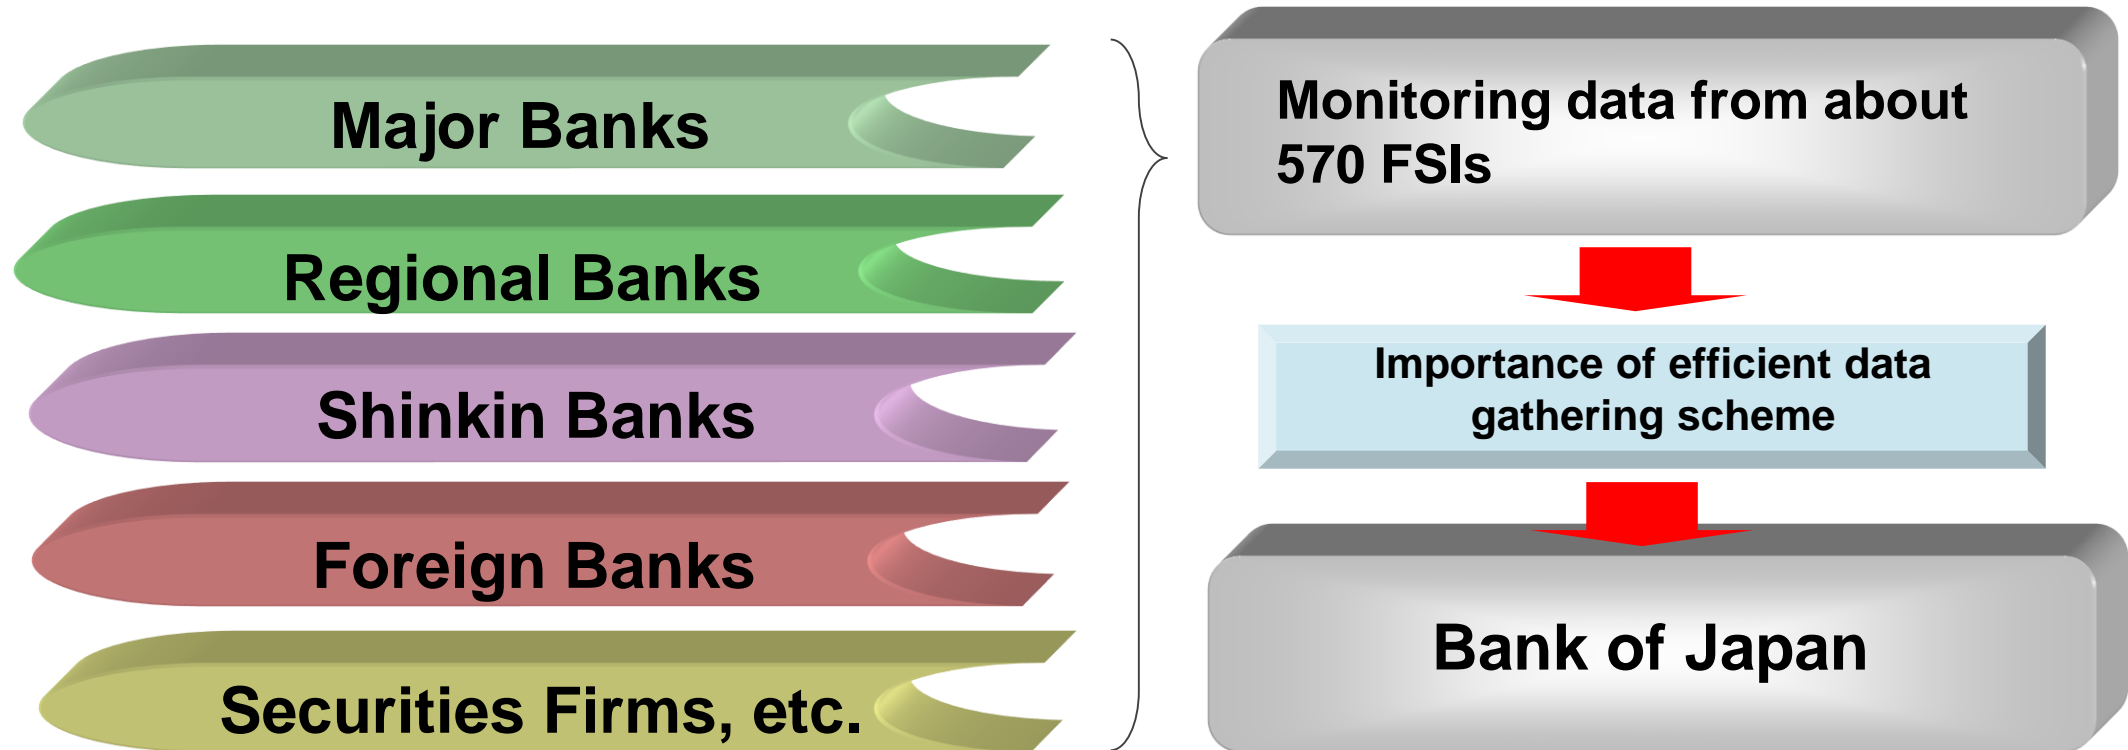 Major Banks
Regional Banks
Shinkin Banks
Foreign Banks
Securities Firms, etc.
Monitoring data from about
570 FSIs
Importance of efficient data
gathering scheme
Bank of Japan